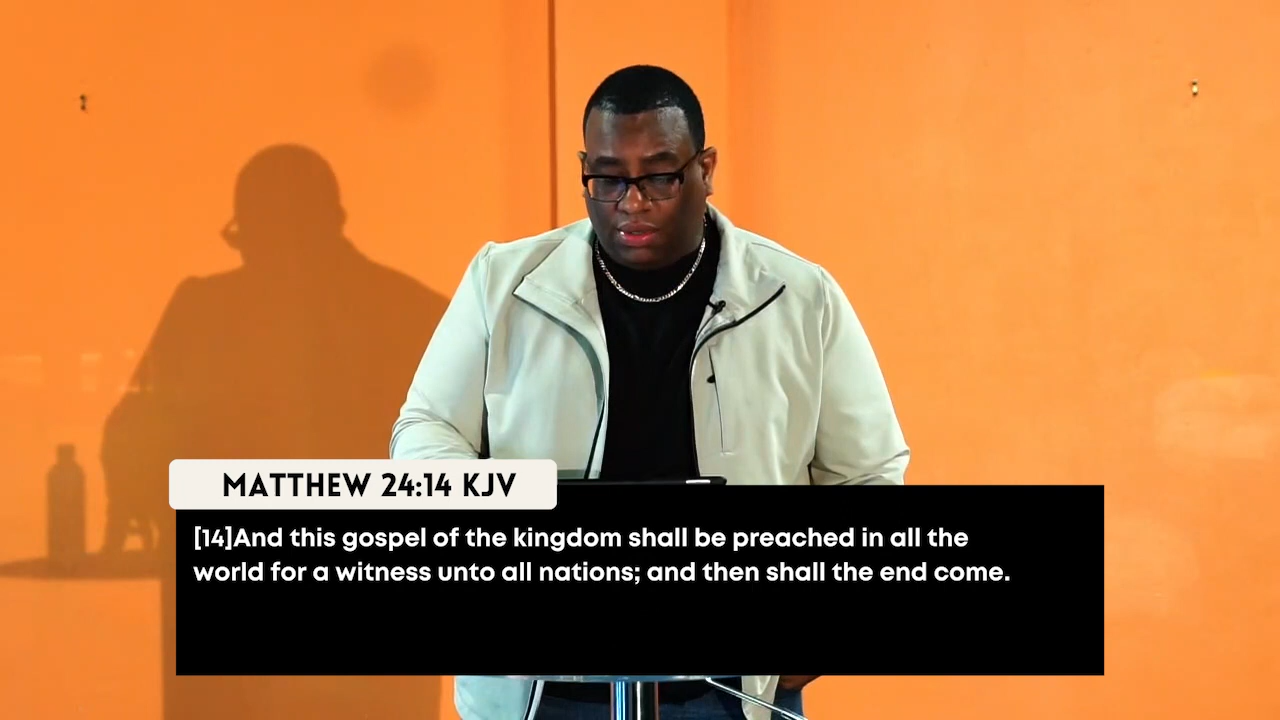 MATTHEW 24:14 KJV
[14]And this gospel of the kingdom shall be preached in all the
world for a witness unto all nations; and then shall the end come.